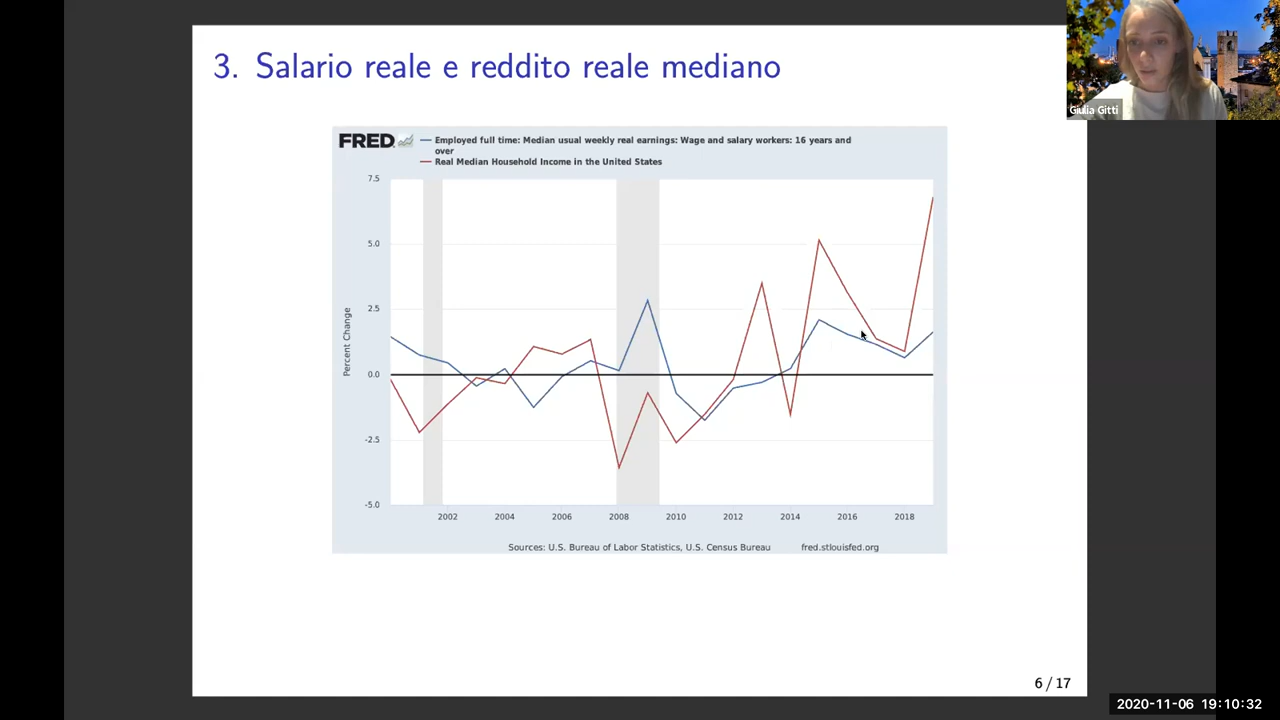 3. Salario reale e reddito reale mediano
Giulia Gitti
FRED
Employed full time: Median usual weekly real earnings: Wage and salary workers: 16 years and
over
Real Median Household Income in the United States
7.5
5.0
2.5
0.0
-2.5
-5.0
Percent Change
2002 2004 2006 2008 2010 2012 2014 2016 2018
Sources: U.S. Bureau of Labor Statistics, U.S. Census Bureau fred.stlouisfed.org
6 / 17
2020-11-06 19:10:32